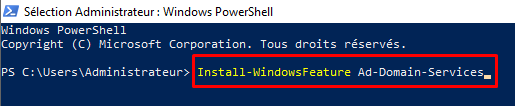 Sélection Administrateur : Windows PowerShell
Windows PowerShell
Copyright (C) Microsoft Corporation. Tous droits réservés.
PS C:\Users\Administrateur> Install-WindowsFeature Ad-Domain-Services